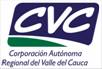 CVC
Corporación Autónoma
Regional del Valle del Cauca